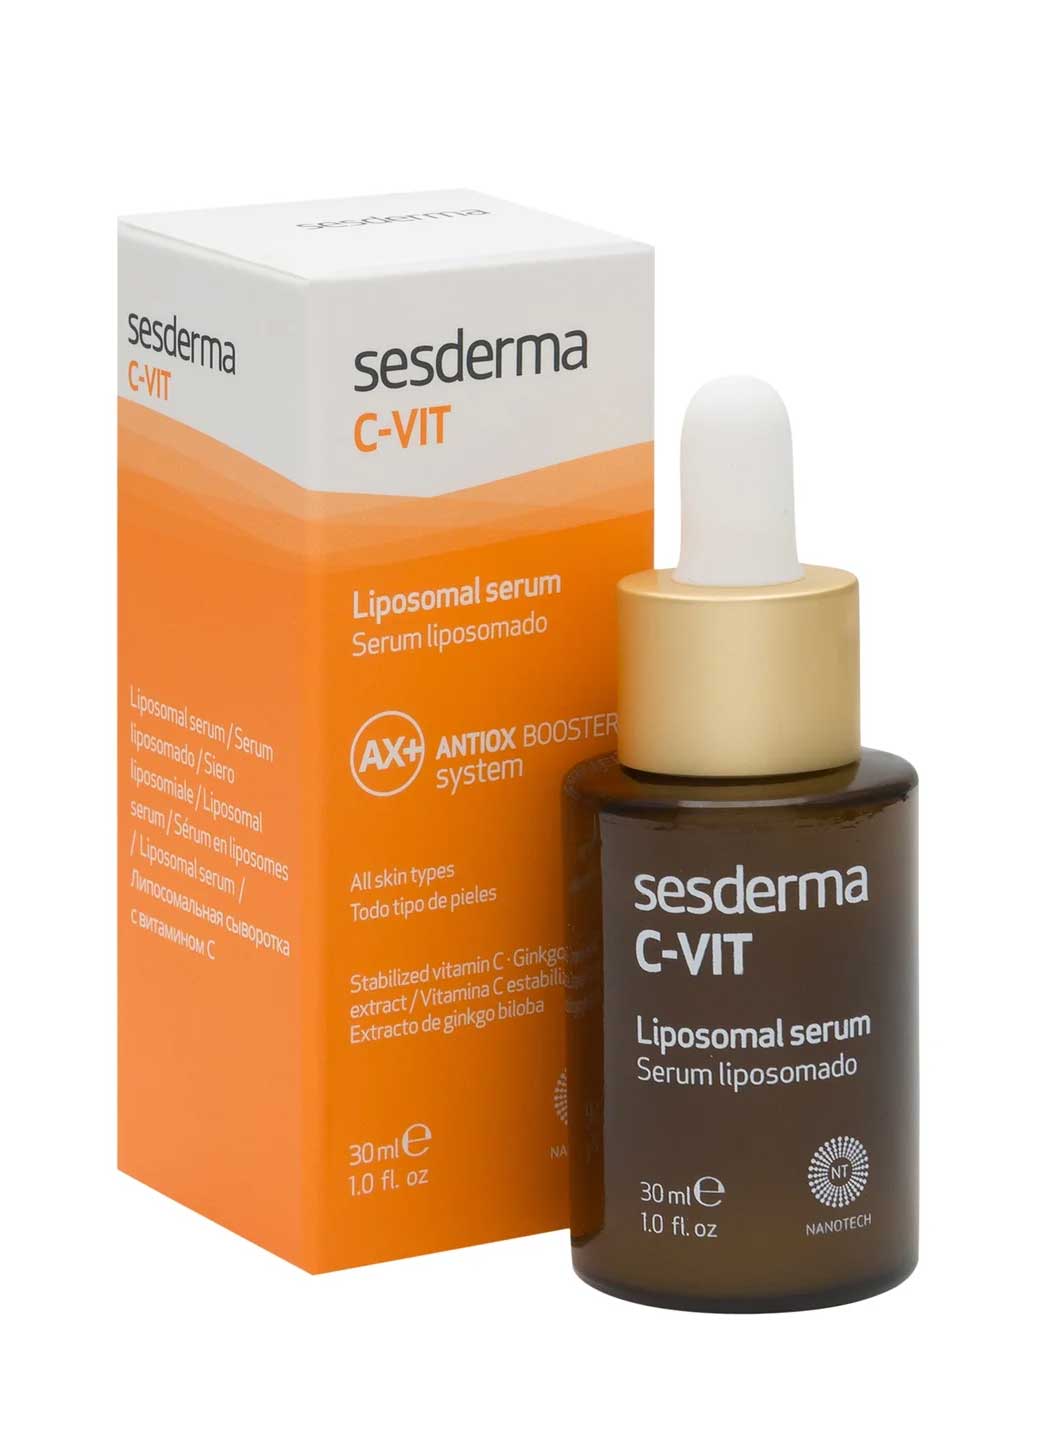 sesderma
sesderma
C-VIT
Liposomal serum / Serum
liposomado / Siero
liposomiale / Liposomal
serum / Sérum en liposomes
/ Liposomal serum /
Липосомальная сыворотка
с витамином С
sesderma
C-VIT
Liposomal serum
Serum liposomado
AX+ ANTIOX BOOSTER
system
All skin types
Todo tipo de pieles
Stabilized vitamin C · Ginkgo
extract / Vitamina C
Extracto de ginkgo biloba
30 ml e
1.0 fl. oz
sesderma
C-VIT
Liposomal serum
Serum liposomado
30 ml e
1.0 fl. oz
NT
NANOTECH